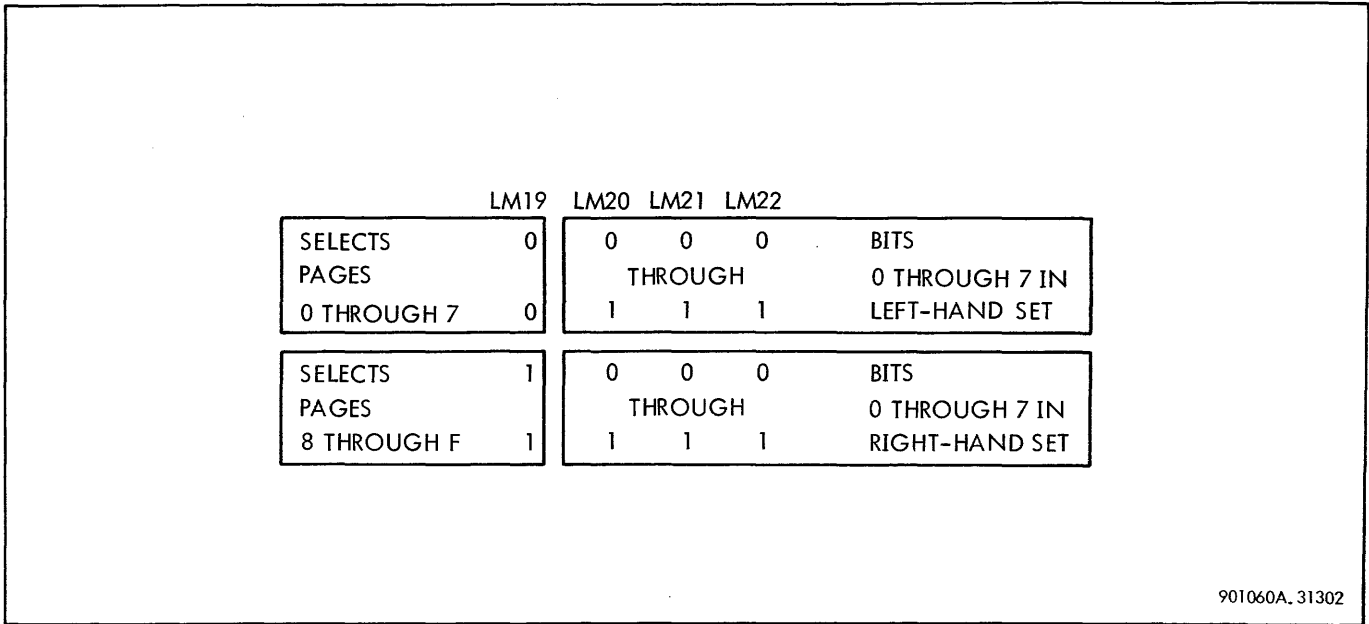 LM19 LM20 LM21 LM22
SELECTS 0 0 0 0 BITS
PAGES THROUGH 0 THROUGH 7 IN
0 THROUGH 7 0 1 1 1 LEFT-HAND SET
SELECTS 1 0 0 0 BITS
PAGES THROUGH 0 THROUGH 7 IN
8 THROUGH F 1 1 1 1 RIGHT-HAND SET
901060A.31302